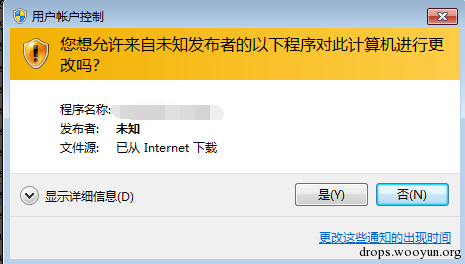 用户帐户控制
您想允许来自未知发布者的以下程序对此计算机进行更
改吗?
程序名称:
发布者: 未知
文件源: 已从 Internet 下载
显示详细信息(D) 是(Y) 否(N)
更改这些通知的出现时间
drops.wooyun.org